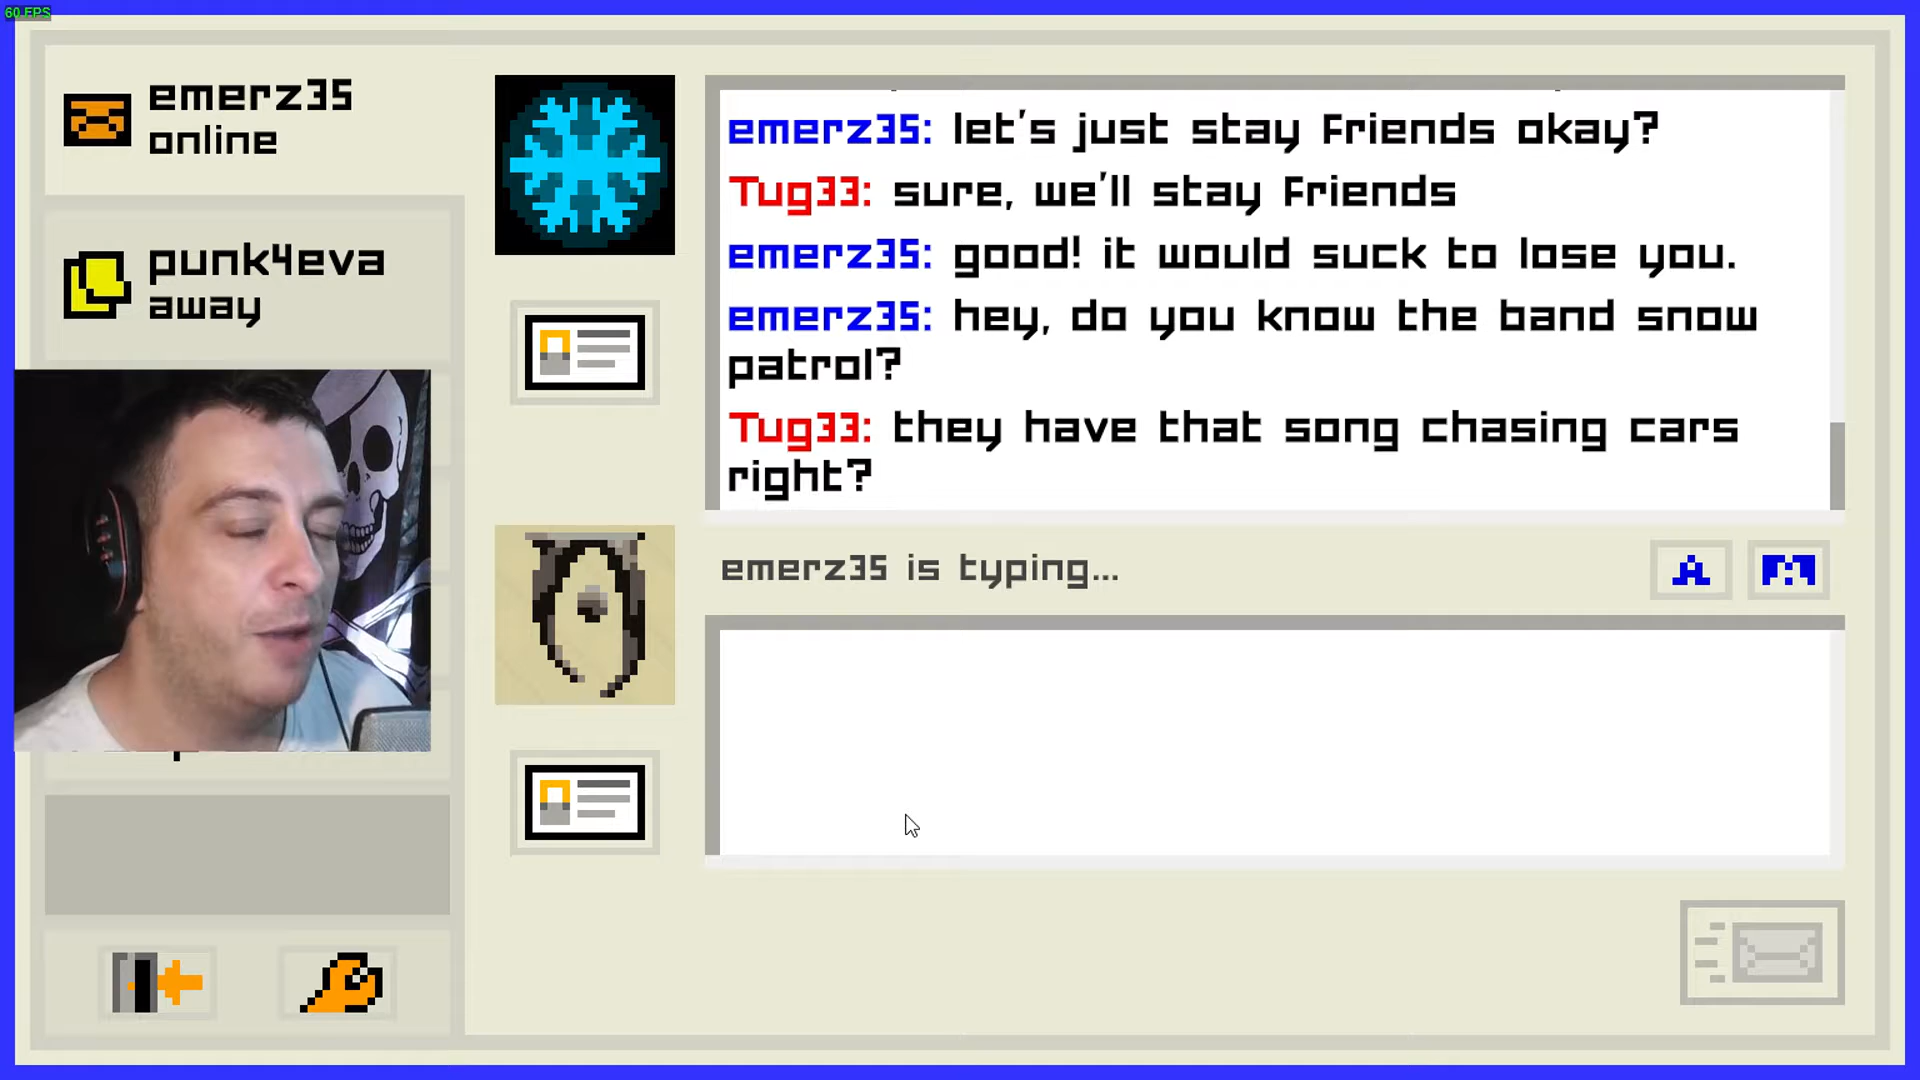 60 FPS
emerz35
online
punk4eva
away
emerz35: let's just stay friends okay?
Tug33: sure, we'll stay friends
emerz35: good! it would suck to lose you.
emerz35: hey, do you know the band snow
patrol?
Tug33: they have that song chasing cars
right?
emerz35 is typing...
A